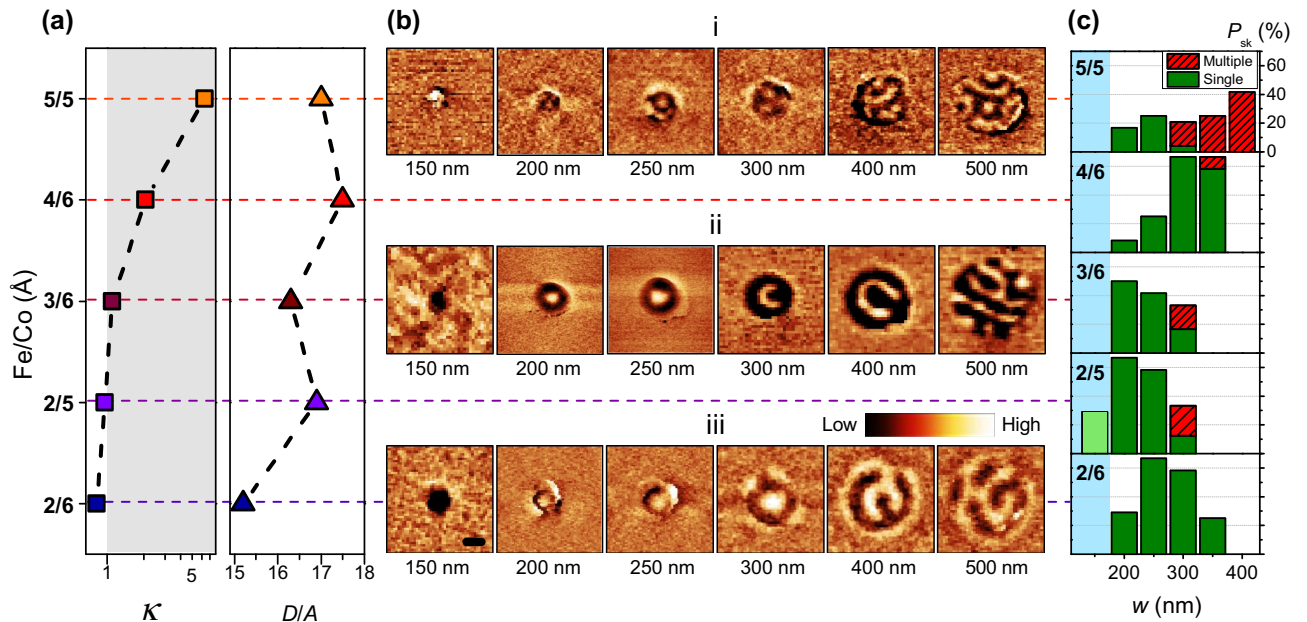 (a)
Fe/Co (Å)
5/5
4/6
3/6
2/5
2/6
1
5
κ
15
16
17
18
D/A
(b)
i
150 nm
200 nm
250 nm
300 nm
400 nm
500 nm
ii
150 nm
200 nm
250 nm
300 nm
400 nm
500 nm
iii
Low
High
150 nm
200 nm
250 nm
300 nm
400 nm
500 nm
(c)
P_sk (%)
Multiple
Single
60
40
20
0
5/5
4/6
3/6
2/5
2/6
200
300
400
w (nm)